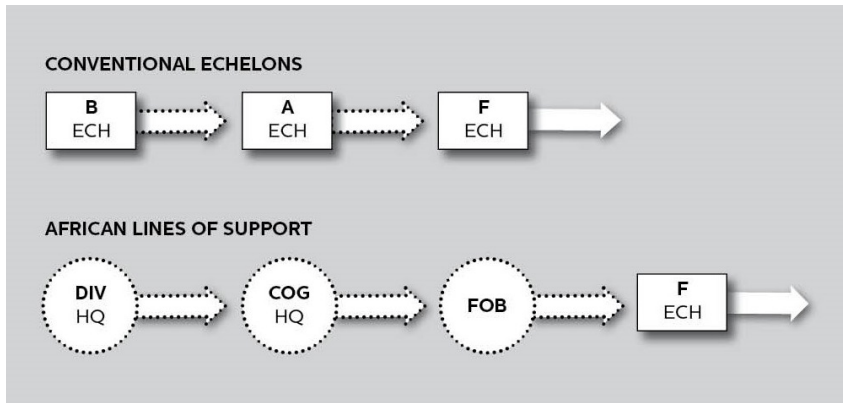 CONVENTIONAL ECHELONS
B
ECH
A
ECH
F
ECH
AFRICAN LINES OF SUPPORT
DIV
HQ
COG
HQ
FOB
F
ECH